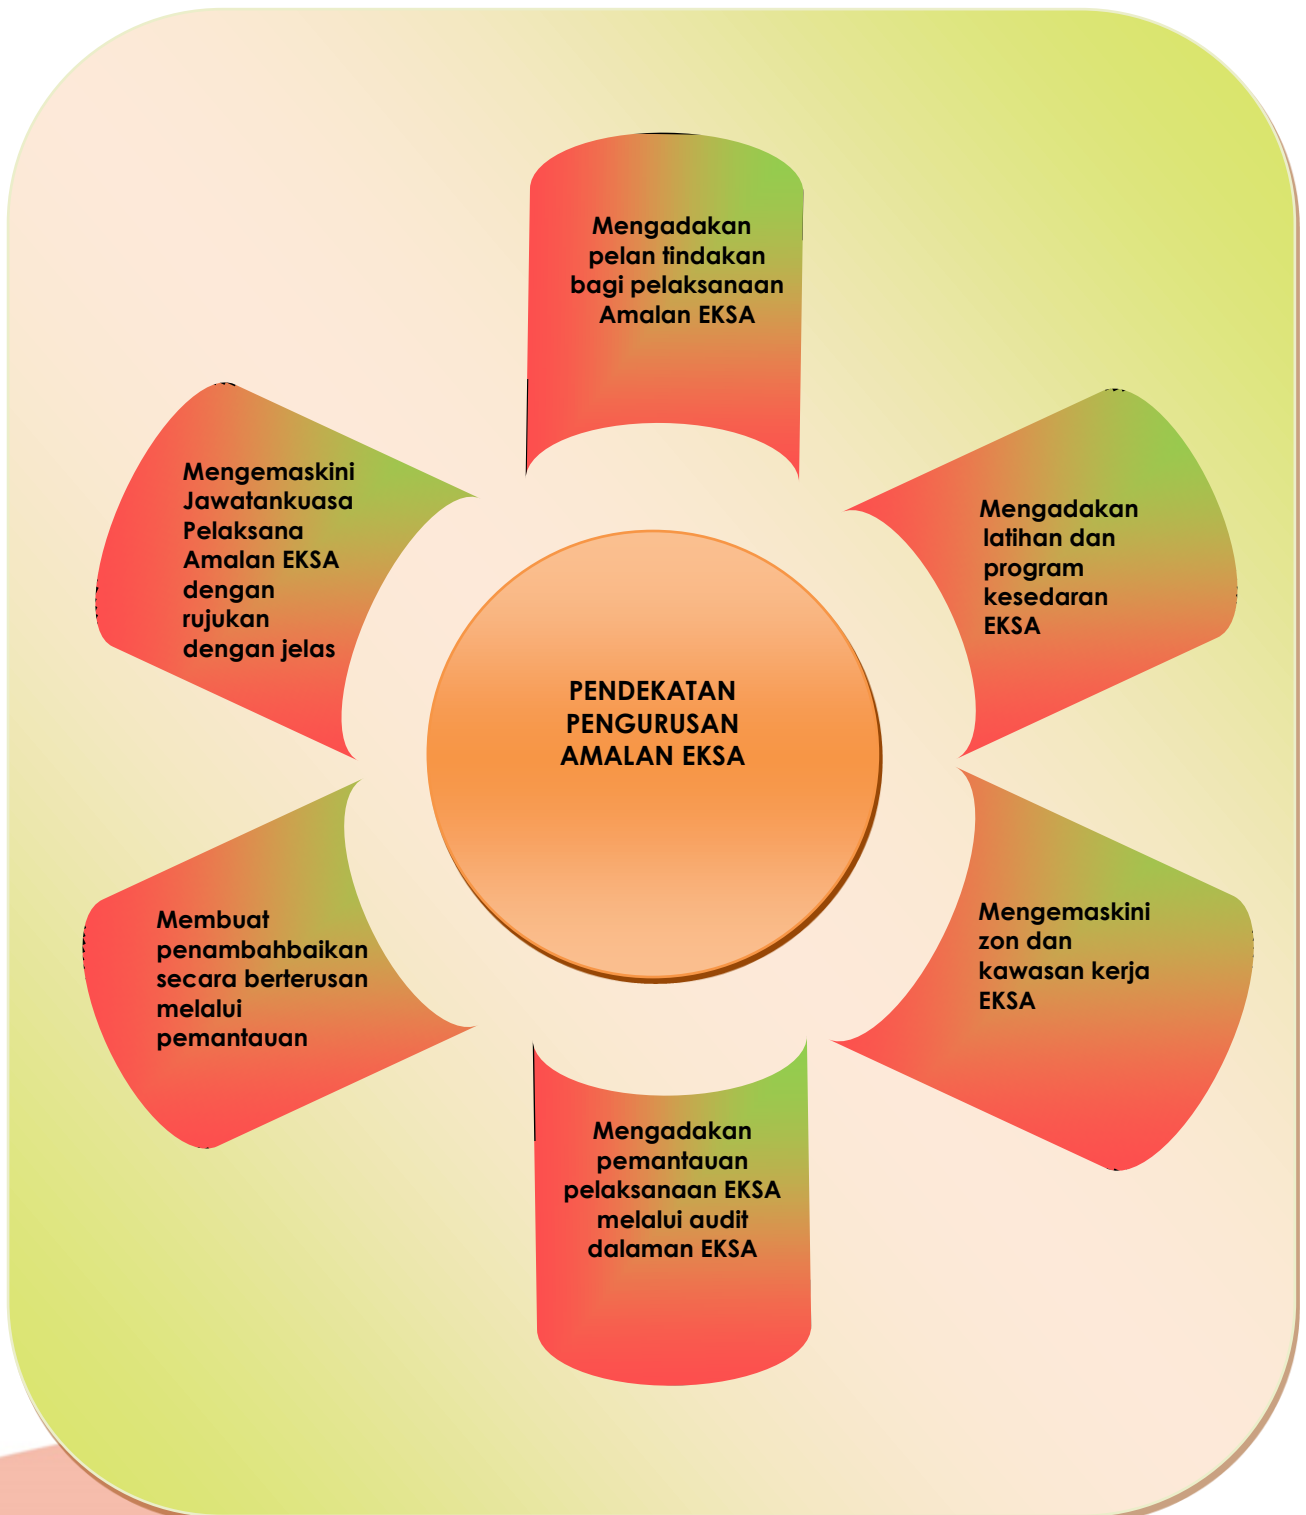 Mengadakan
pelan tindakan
bagi pelaksanaan
Amalan EKSA
Mengadakan
latihan dan
program
kesedaran
EKSA
Mengemaskini
zon dan
kawasan kerja
EKSA
Mengadakan
pemantauan
pelaksanaan EKSA
melalui audit
dalaman EKSA
Membuat
penambahbaikan
secara berterusan
melalui
pemantauan
Mengemaskini
Jawatankuasa
Pelaksana
Amalan EKSA
dengan
rujukan
dengan jelas
PENDEKATAN
PENGURUSAN
AMALAN EKSA